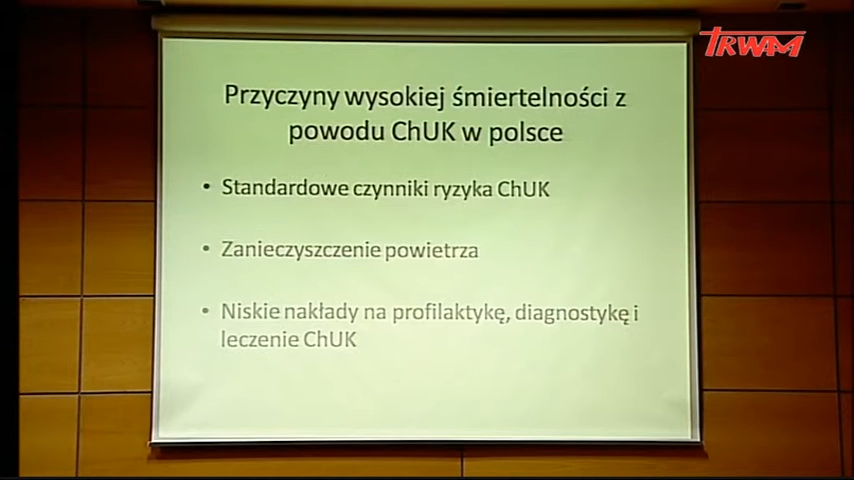 TRWAM
Przyczyny wysokiej śmiertelności z
powodu ChUK w polsce
• Standardowe czynniki ryzyka ChUK
• Zanieczyszczenie powietrza
• Niskie nakłady na profilaktykę, diagnostykę i
leczenie ChUK